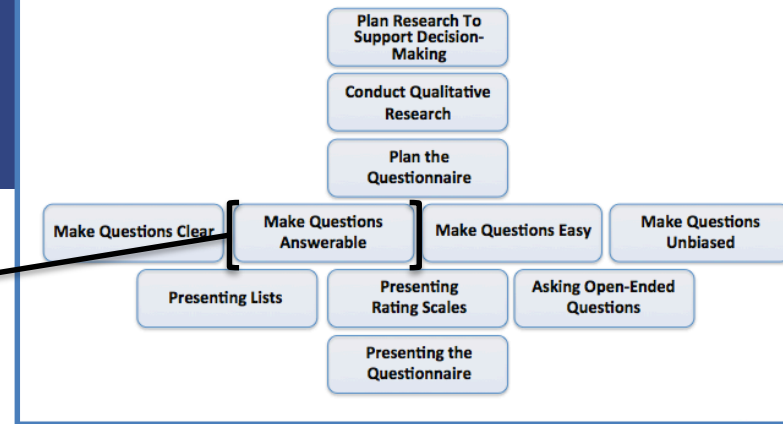 Plan Research To
Support Decision-
Making
Conduct Qualitative
Research
Plan the
Questionnaire
Make Questions Clear
Make Questions
Answerable
Make Questions Easy
Make Questions
Unbiased
Presenting Lists
Presenting
Rating Scales
Asking Open-Ended
Questions
Presenting the
Questionnaire